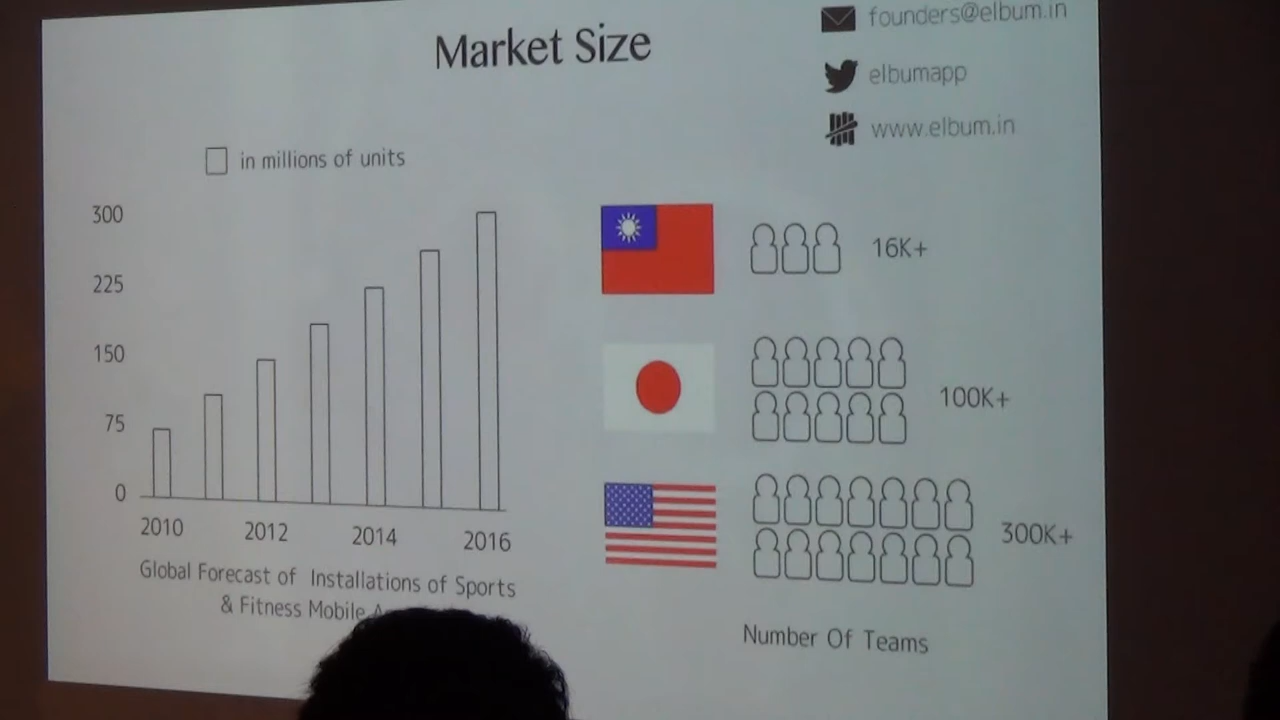 Market Size
founders@elbum.in
elbumapp
www.elbum.in
in millions of units
300
225
150
75
0
2010
2012
2014
2016
Global Forecast of Installations of Sports
& Fitness Mobile
16K+
100K+
300K+
Number Of Teams